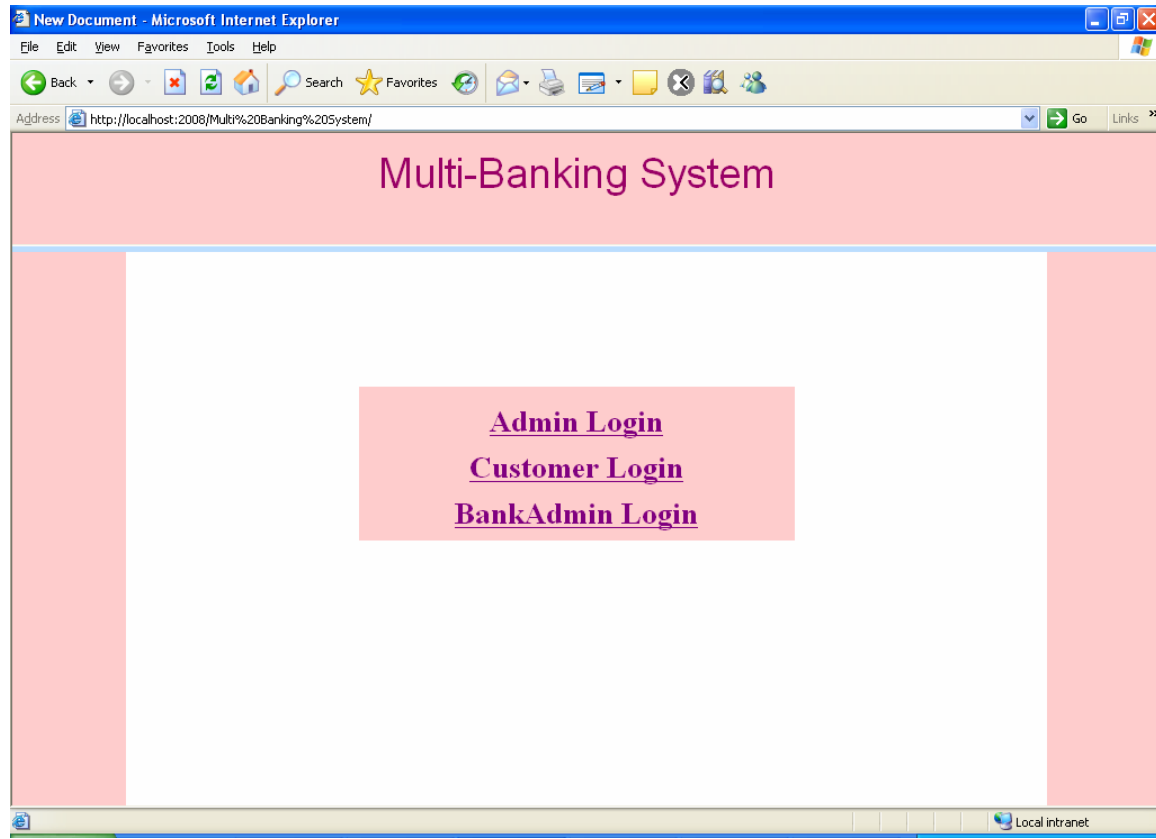 New Document - Microsoft Internet Explorer
File Edit View Favorites Tools Help
Back Search Favorites
Address http://localhost:2008/Multi%20Banking%20System/ Go Links »
Multi-Banking System
Admin Login
Customer Login
BankAdmin Login
Local intranet